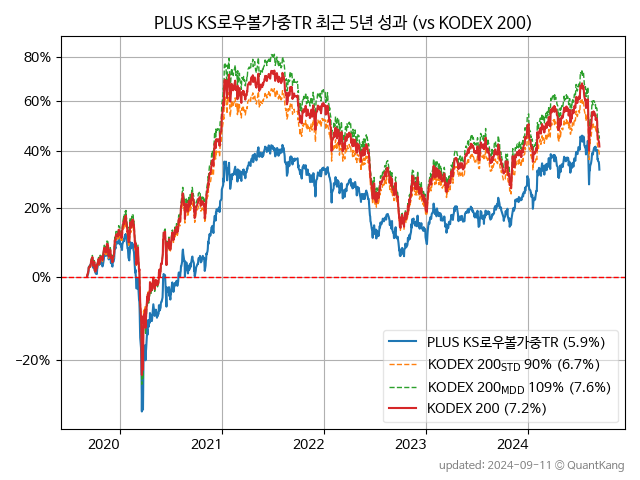 PLUS KS로우볼가중TR 최근 5년 성과 (vs KODEX 200)
80%
60%
40%
20%
0%
−20%
PLUS KS로우볼가중TR (5.9%)
KODEX 200STD 90% (6.7%)
KODEX 200MDD 109% (7.6%)
KODEX 200 (7.2%)
2020 2021 2022 2023 2024
updated: 2024-09-11 © QuantKang